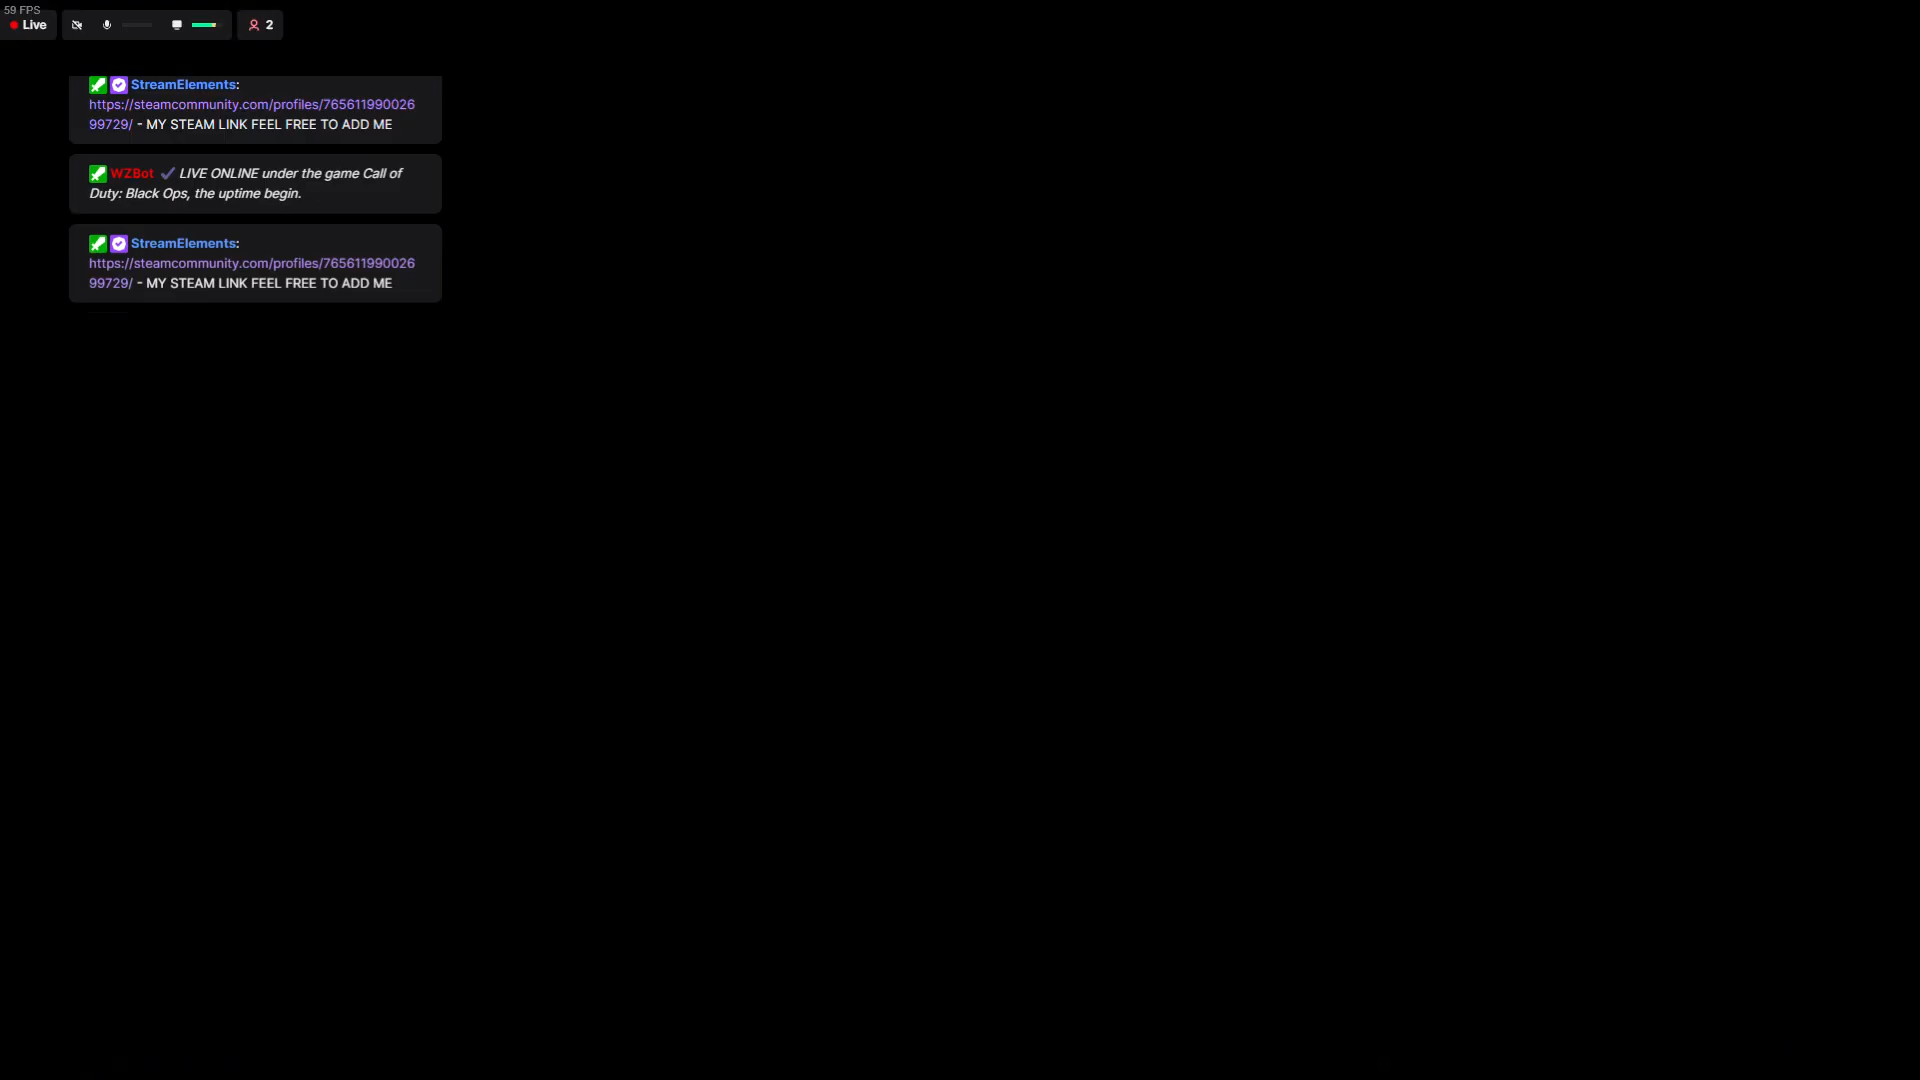 59 FPS
Live
2
StreamElements:
https://steamcommunity.com/profiles/765611990026
99729/ - MY STEAM LINK FEEL FREE TO ADD ME
WZBot ✔ LIVE ONLINE under the game Call of
Duty: Black Ops, the uptime begin.
StreamElements:
https://steamcommunity.com/profiles/765611990026
99729/ - MY STEAM LINK FEEL FREE TO ADD ME